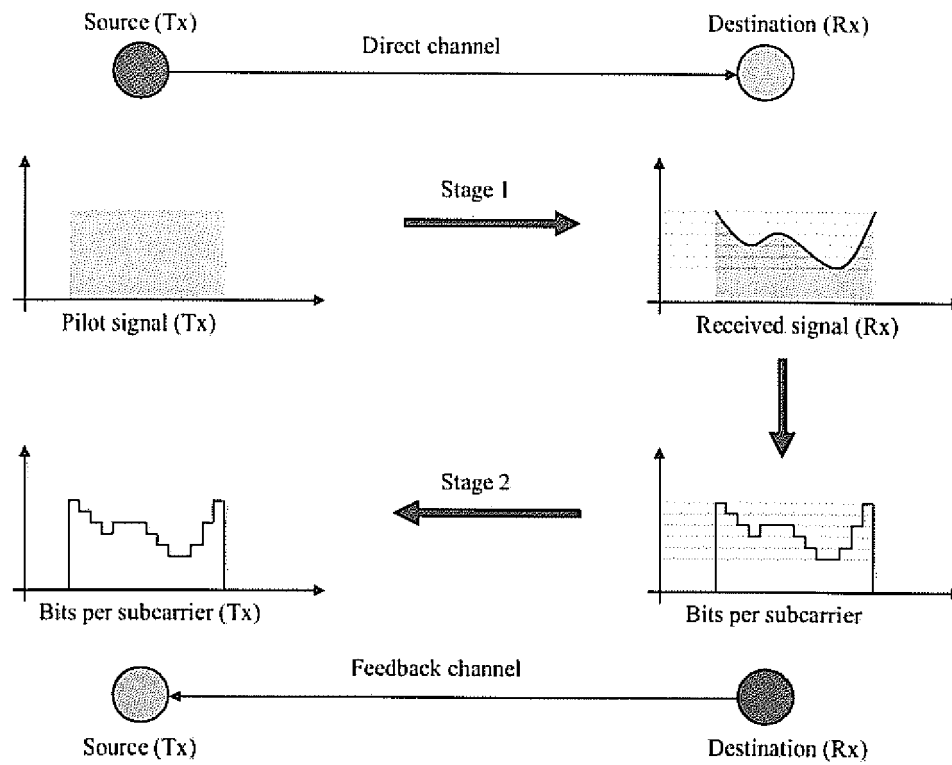 Source (Tx)
Destination (Rx)
Direct channel
Stage 1
Pilot signal (Tx)
Received signal (Rx)
Stage 2
Bits per subcarrier (Tx)
Bits per subcarrier
Feedback channel
Source (Tx)
Destination (Rx)